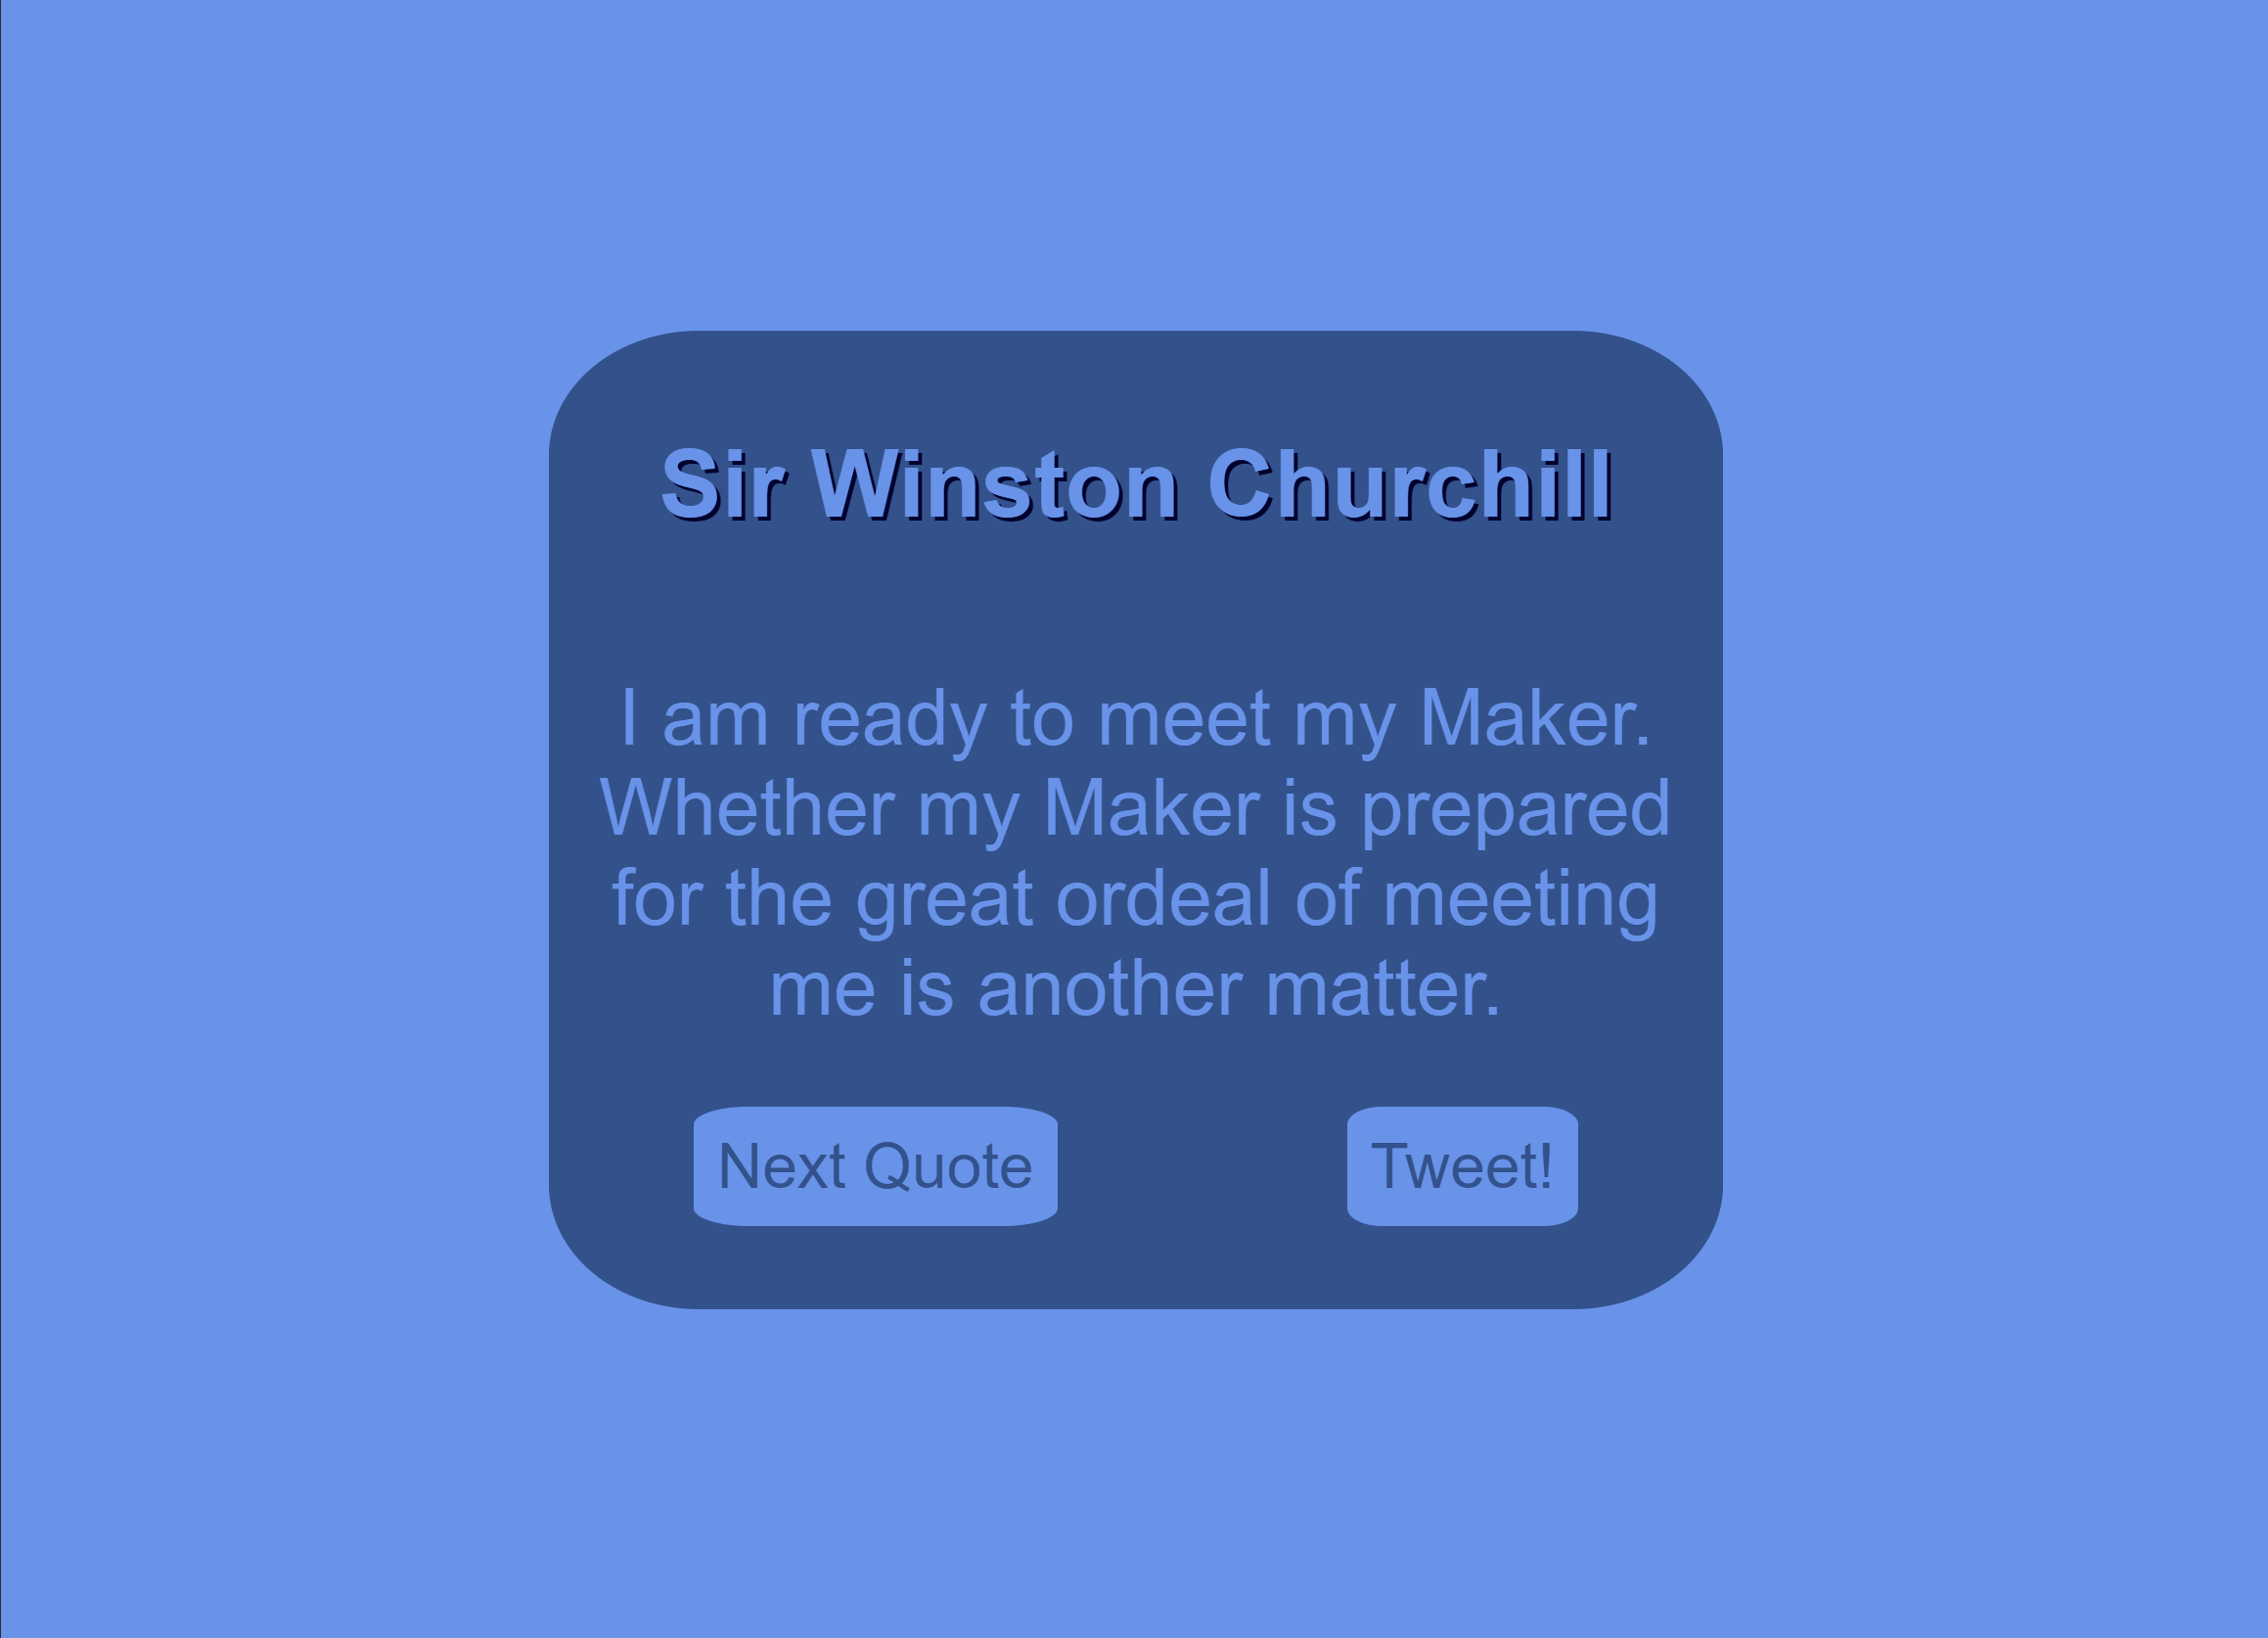 Sir Winston Churchill
I am ready to meet my Maker.
Whether my Maker is prepared
for the great ordeal of meeting
me is another matter.
Next Quote
Tweet!